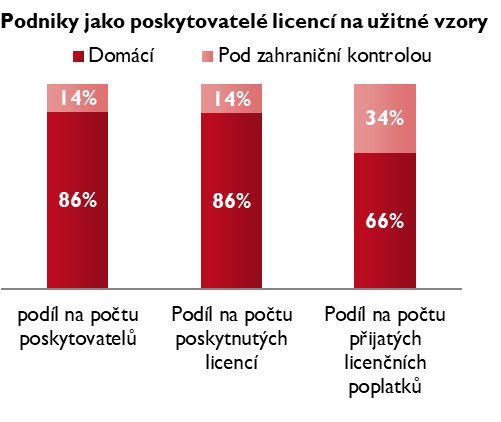 Podniky jako poskytovatelé licencí na užitné vzory
Domácí
Pod zahraniční kontrolou
14%
14%
34%
86%
86%
66%
podíl na počtu
poskytovatelů
Podíl na počtu
poskytnutých
licencí
Podíl na počtu
přijatých
licenčních
poplatků